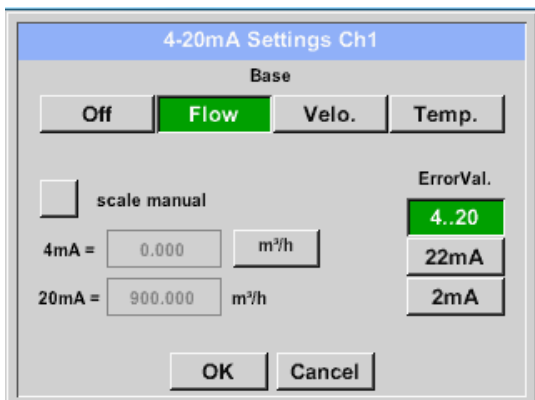 4-20mA Settings Ch1
Base
Off Flow Velo. Temp.
ErrorVal.
scale manual
4..20
4mA = 0.000 m³/h
22mA
20mA = 900.000 m³/h
2mA
OK Cancel